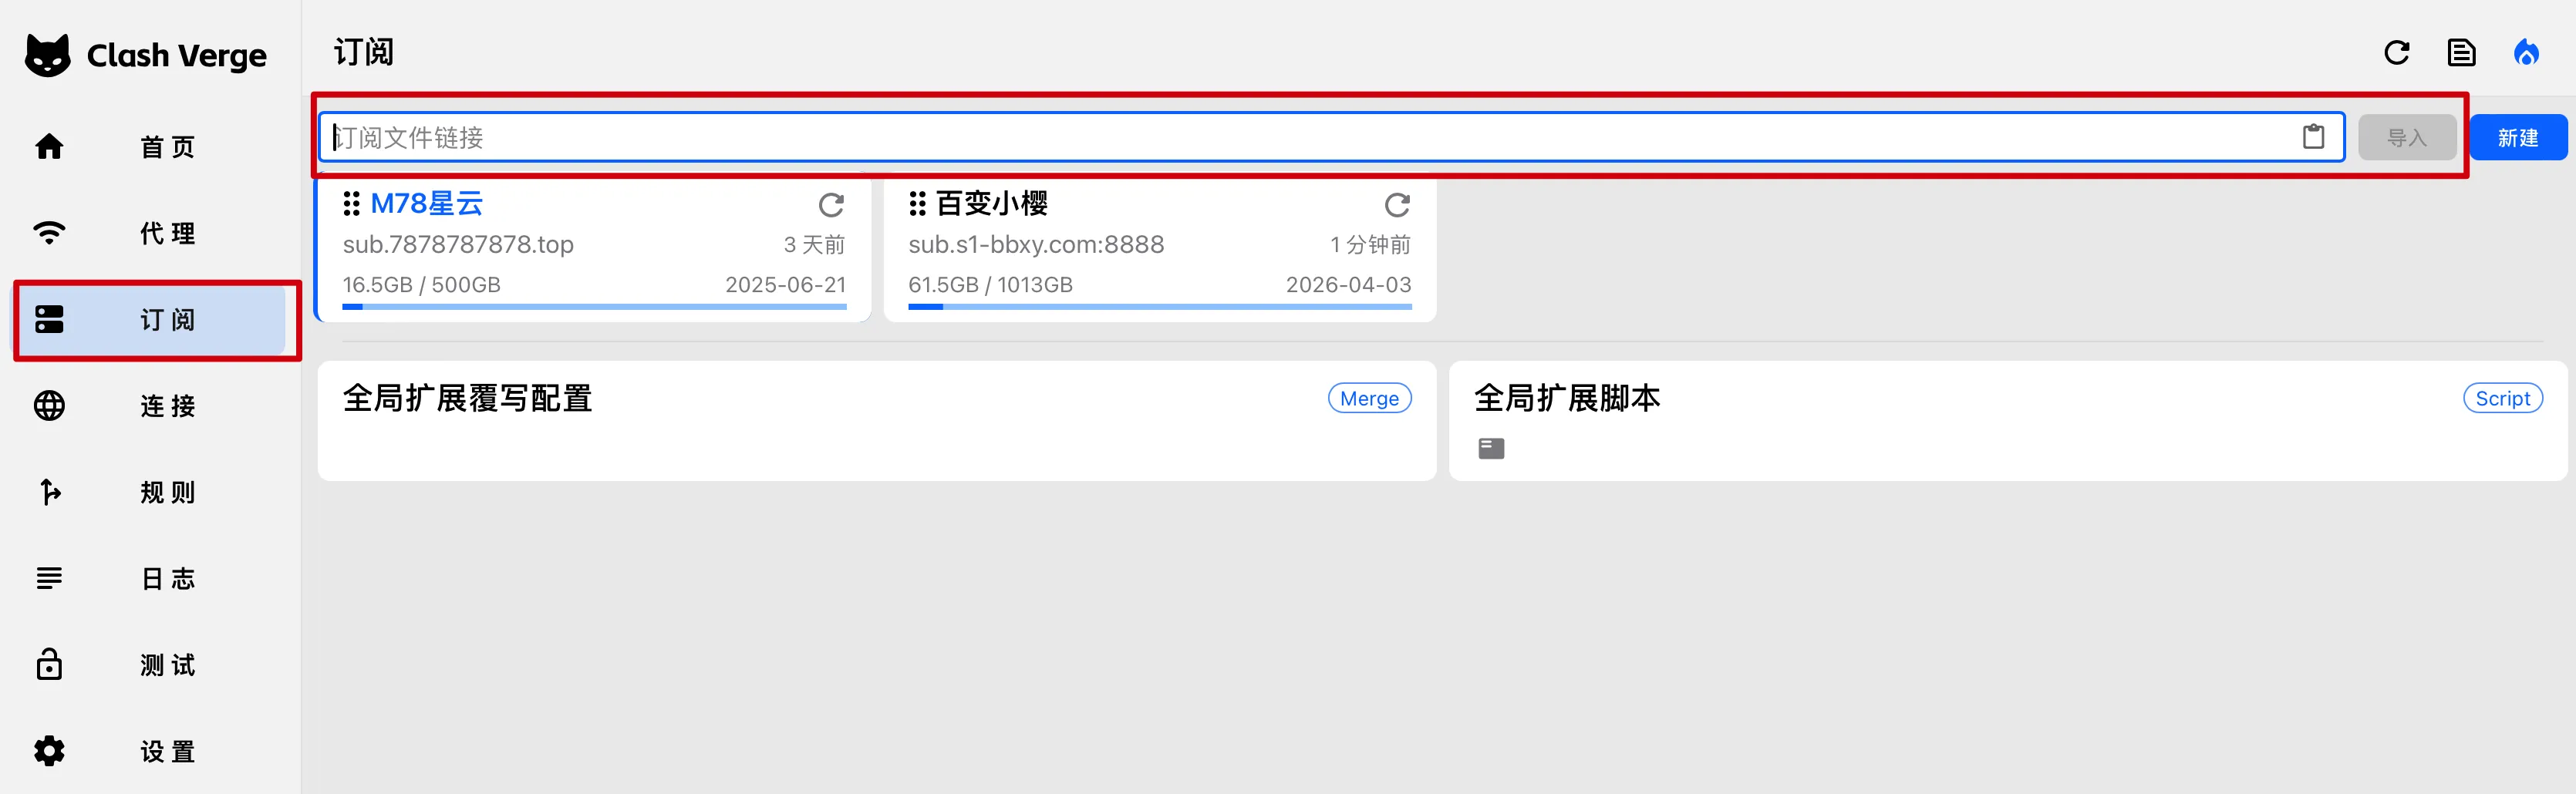 Clash Verge
首页
代理
订阅
连接
规则
日志
测试
设置
订阅
订阅文件链接
导入
新建
M78星云
sub.7878787878.top
3 天前
16.5GB / 500GB
2025-06-21
百变小樱
sub.s1-bbxy.com:8888
1 分钟前
61.5GB / 1013GB
2026-04-03
全局扩展覆写配置
Merge
全局扩展脚本
Script